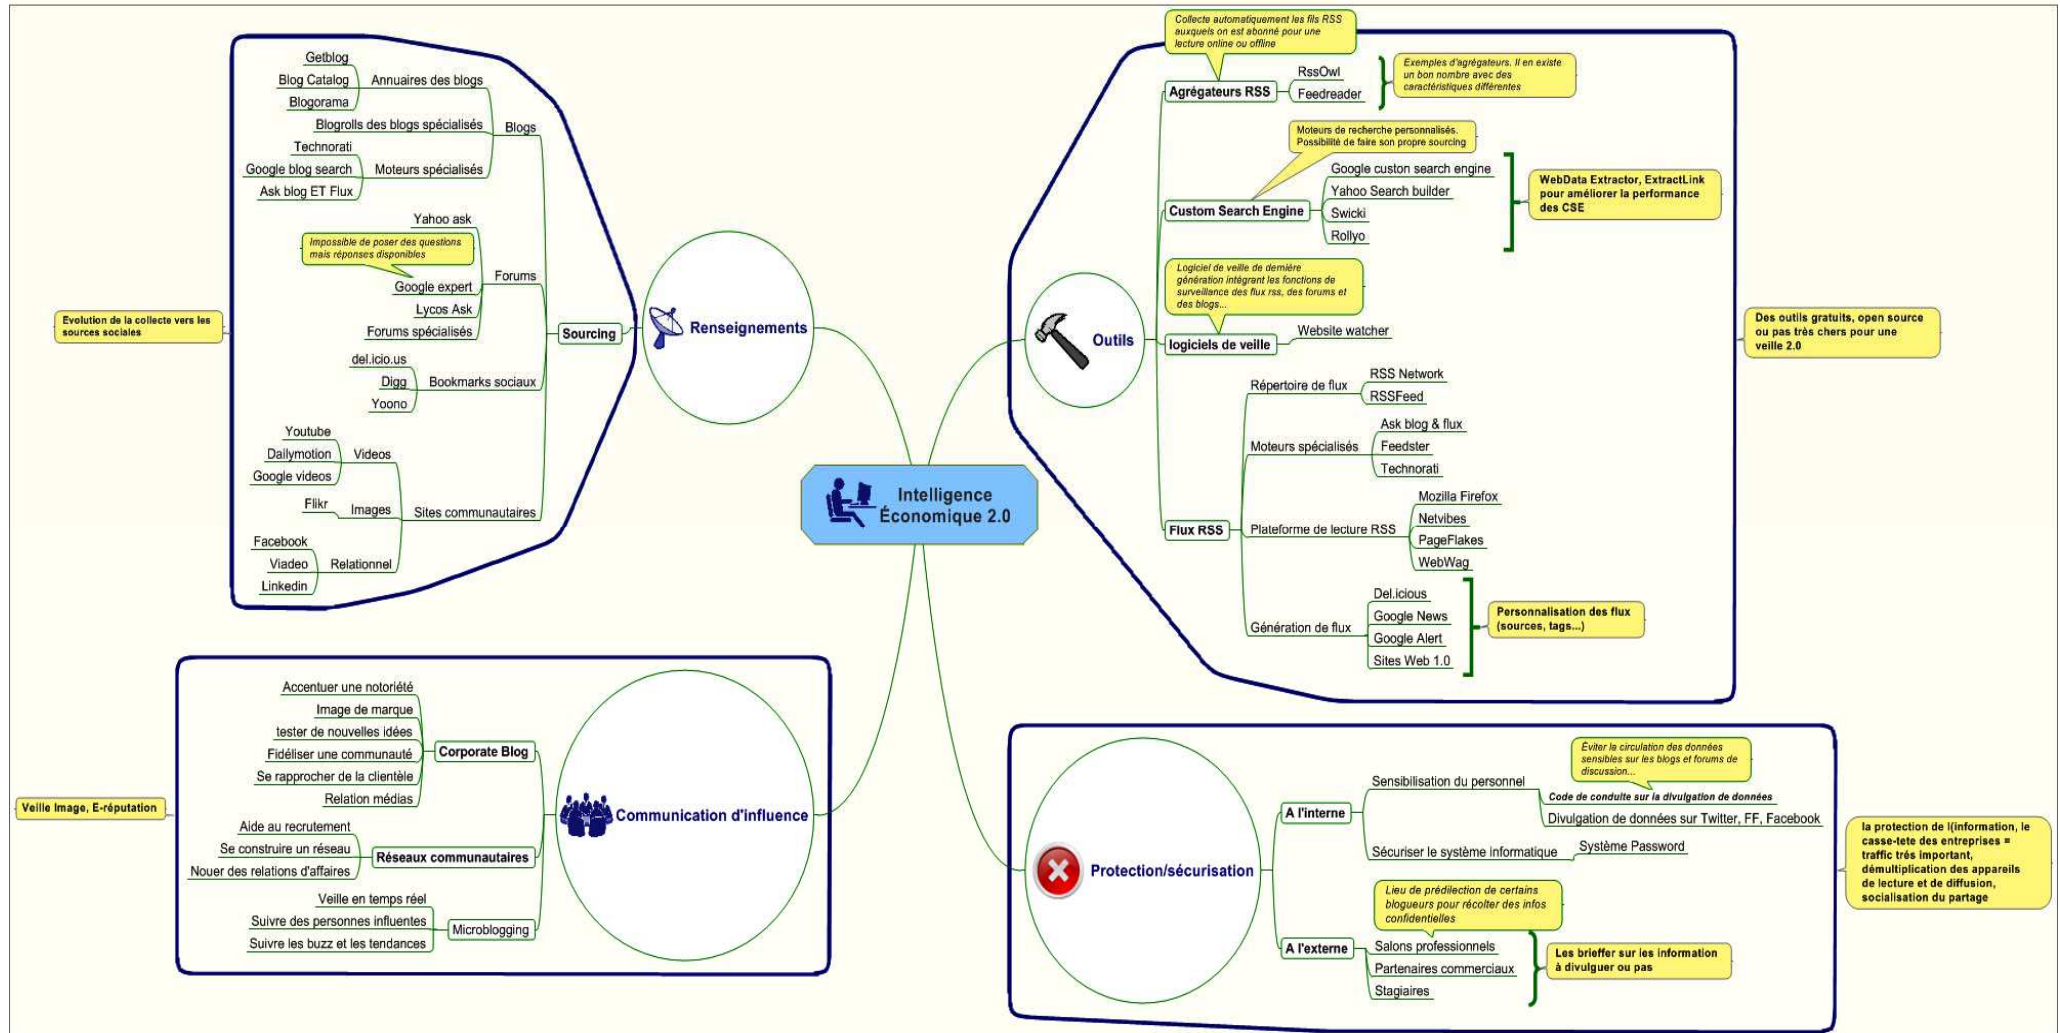 Intelligence
Économique 2.0
Renseignements
Sourcing
Blogs
Annuaires des blogs
Getblog
Blog Catalog
Blogorama
Blogrolls des blogs spécialisés
Moteurs spécialisés
Technorati
Google blog search
Ask blog ET Flux
Forums
Yahoo ask
Impossible de poser des questions
mais réponses disponibles
Google expert
Lycos Ask
Forums spécialisés
Bookmarks sociaux
del.icio.us
Digg
Yoono
Sites communautaires
Videos
Youtube
Dailymotion
Google videos
Images
Flikr
Relationnel
Facebook
Viadeo
Linkedin
Evolution de la collecte vers les
sources sociales
Communication d'influence
Corporate Blog
Accentuer une notoriété
Image de marque
tester de nouvelles idées
Fidéliser une communauté
Se rapprocher de la clientèle
Relation médias
Réseaux communautaires
Aide au recrutement
Se construire un réseau
Nouer des relations d'affaires
Microblogging
Veille en temps réel
Suivre des personnes influentes
Suivre les buzz et les tendances
Veille Image, E-réputation
Outils
Collecte automatiquement les fils RSS
auxquels on est abonné pour une
lecture online ou offline
Agrégateurs RSS
RssOwl
Feedreader
Exemples d'agrégateurs. Il en existe
un bon nombre avec des
caractéristiques différentes
Moteurs de recherche personnalisés.
Possibilité de faire son propre sourcing
Custom Search Engine
Google custon search engine
Yahoo Search builder
Swicki
Rollyo
WebData Extractor, ExtractLink
pour améliorer la performance
des CSE
Logiciel de veille de dernière
génération intégrant les fonctions de
surveillance des flux rss, des forums et
des blogs...
logiciels de veille
Website watcher
Flux RSS
Répertoire de flux
RSS Network
RSSFeed
Moteurs spécialisés
Ask blog & flux
Feedster
Technorati
Plateforme de lecture RSS
Mozilla Firefox
Netvibes
PageFlakes
WebWag
Génération de flux
Del.icious
Google News
Google Alert
Sites Web 1.0
Personnalisation des flux
(sources, tags...)
Des outils gratuits, open source
ou pas très chers pour une
veille 2.0
Protection/sécurisation
A l'interne
Sensibilisation du personnel
Éviter la circulation des données
sensibles sur les blogs et forums de
discussion...
Code de conduite sur la divulgation de données
Divulgation de données sur Twitter, FF, Facebook
Sécuriser le système informatique
Système Password
A l'externe
Lieu de prédilection de certains
blogueurs pour récolter des infos
confidentielles
Salons professionnels
Partenaires commerciaux
Stagiaires
Les brieffer sur les information
à divulguer ou pas
la protection de l(information, le
casse-tete des entreprises =
traffic trés important,
démultiplication des appareils
de lecture et de diffusion,
socialisation du partage